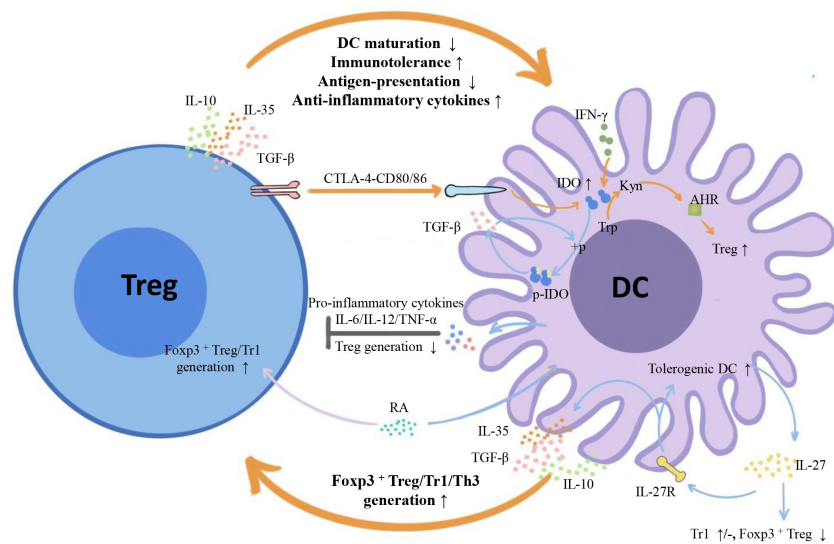 DC maturation ↓
Immunotolerance ↑
Antigen-presentation ↓
Anti-inflammatory cytokines ↑
IL-10
IL-35
TGF-β
IFN-γ
CTLA-4-CD80/86
IDO ↑
Kyn
AHR
TGF-β
Trp
Treg ↑
+p
Treg
DC
p-IDO
Pro-inflammatory cytokines
IL-6/IL-12/TNF-α
Treg generation ↓
Foxp3 + Treg/Tr1
generation ↑
Tolerogenic DC ↑
RA
IL-35
TGF-β
IL-10
IL-27R
IL-27
Foxp3 + Treg/Tr1/Th3
generation ↑
Tr1 ↑/-, Foxp3 + Treg ↓